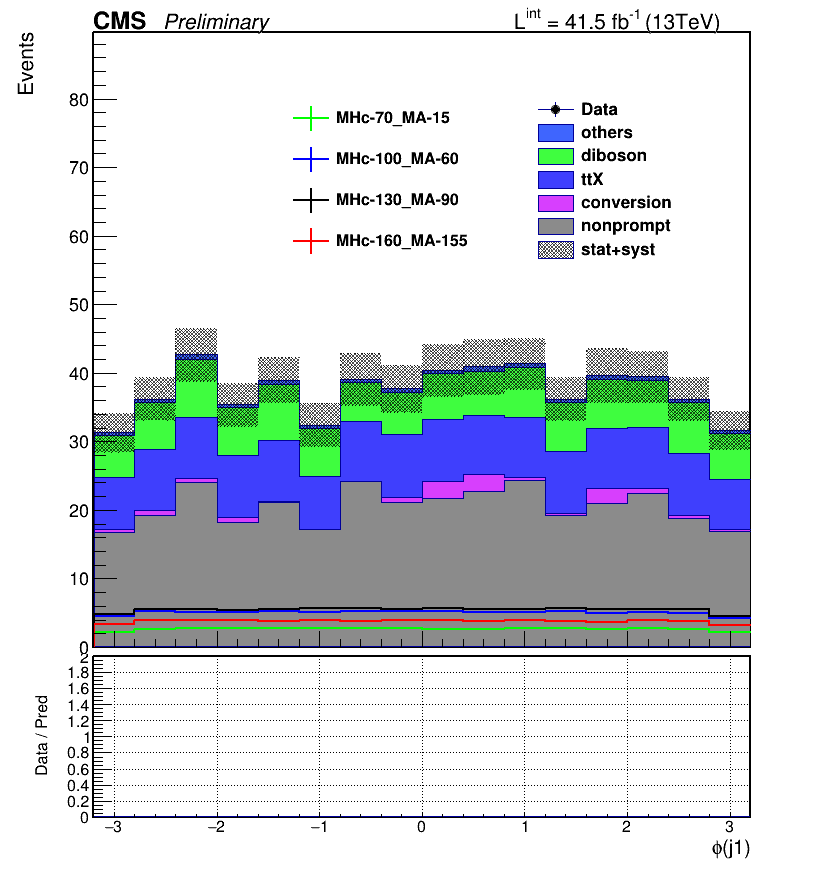 CMS Preliminary L^int = 41.5 fb^-1 (13TeV)
Events
80
70
60
50
40
30
20
10
0
MHc-70_MA-15
MHc-100_MA-60
MHc-130_MA-90
MHc-160_MA-155
Data
others
diboson
ttX
conversion
nonprompt
stat+syst
Data / Pred
2
1.8
1.6
1.4
1.2
1
0.8
0.6
0.4
0.2
0
−3 −2 −1 0 1 2 3
ϕ(j1)